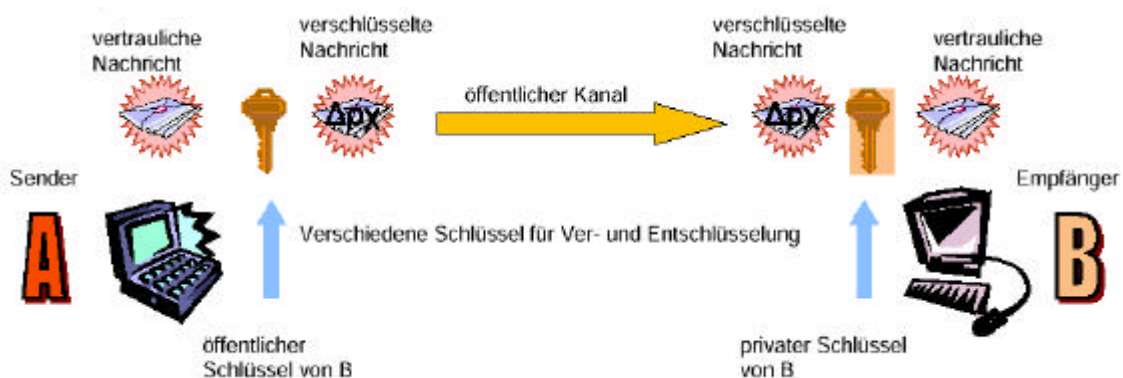 vertrauliche
Nachricht
verschlüsselte
Nachricht
verschlüsselte
Nachricht
vertrauliche
Nachricht
Δρχ
öffentlicher Kanal
Δρχ
Sender
Empfänger
A
Verschiedene Schlüssel für Ver- und Entschlüsselung
B
öffentlicher
Schlüssel von B
privater Schlüssel
von B